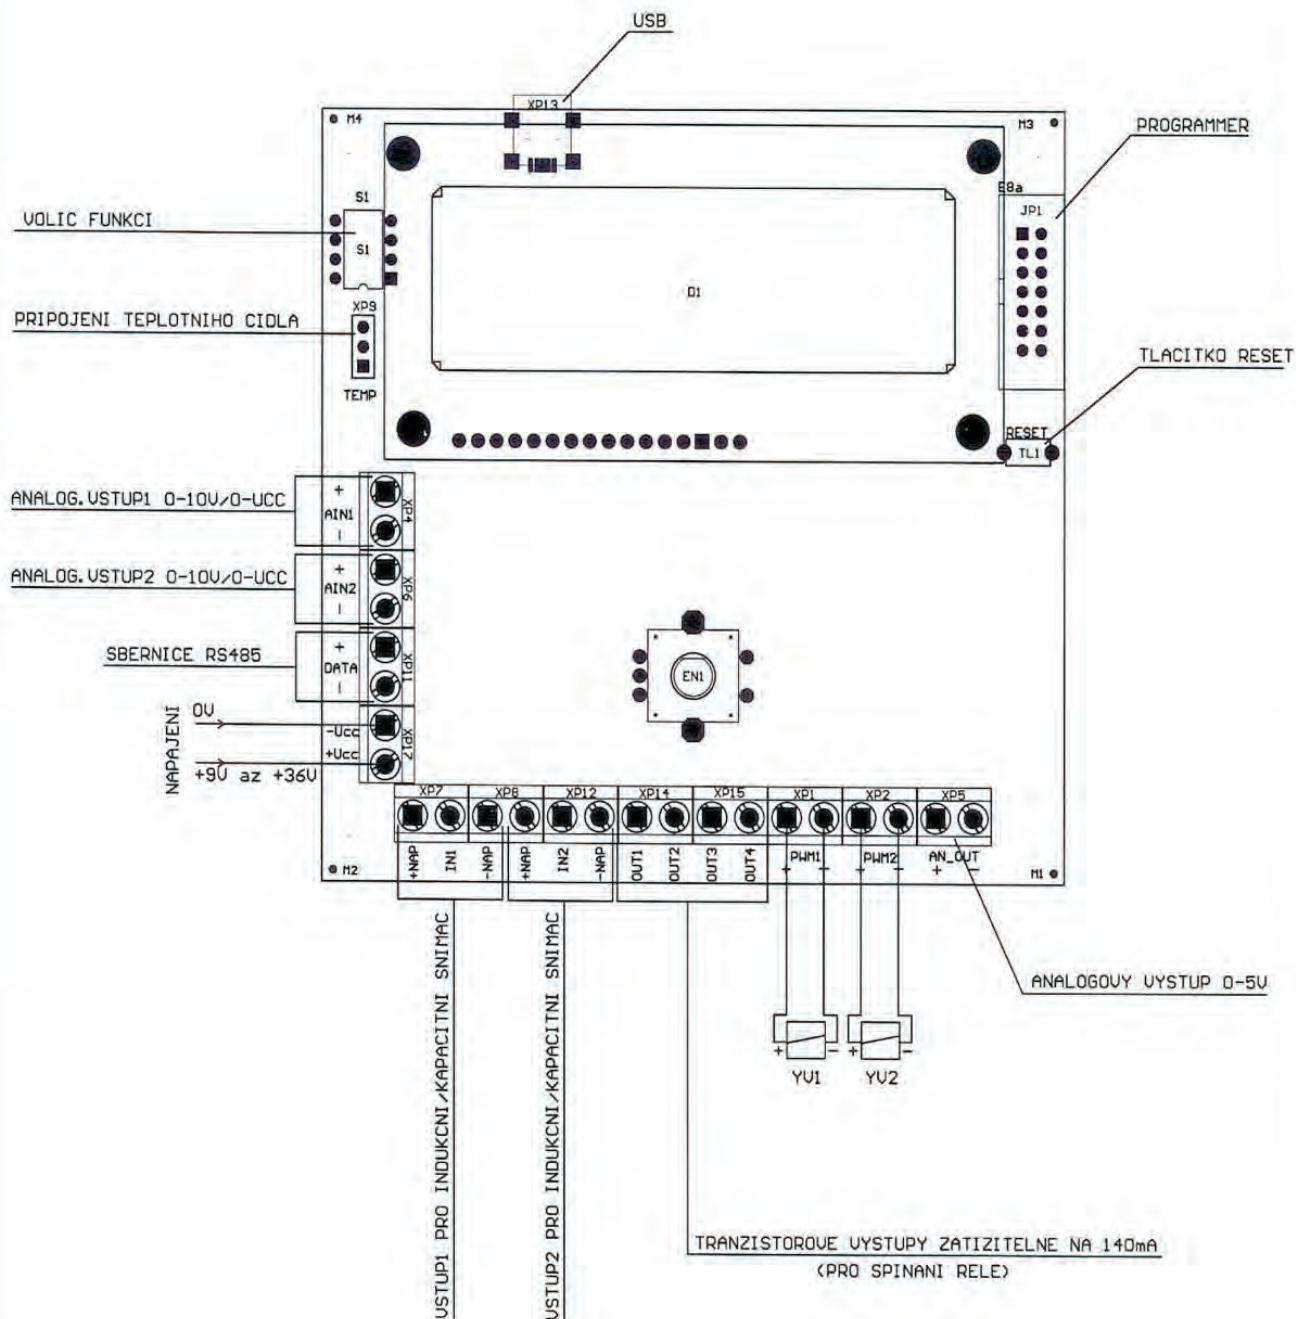 USB
XP13
M4
M3
PROGRAMMER
E8a
JP1
S1
VOLIC FUNKCI
S1
D1
XP9
PRIPOJENI TEPLOTNIHO CIDLA
TEMP
TLACITKO RESET
RESET
TL1
ANALOG.VSTUP1 0-10V/0-UCC
+
AIN1
-
XP4
ANALOG.VSTUP2 0-10V/0-UCC
+
AIN2
-
XP6
SBERNICE RS485
+
DATA
-
XP11
EN1
NAPAJENI
0V
-Ucc
+Ucc
+9V az +36V
XP17
XP7
XP8
XP12
XP14
XP15
XP1
XP2
XP5
+NAP
IN1
-NAP
+NAP
IN2
-NAP
OUT1
OUT2
OUT3
OUT4
PWM1
+ -
PWM2
+ -
AN_OUT
+ -
M2
M1
VSTUP1 PRO INDUKCNI/KAPACITNI SNIMAC
VSTUP2 PRO INDUKCNI/KAPACITNI SNIMAC
ANALOGOVY VYSTUP 0-5V
+ -
YV1
+ -
YV2
TRANZISTOROVE VYSTUPY ZATIZITELNE NA 140mA
(PRO SPINANI RELE)